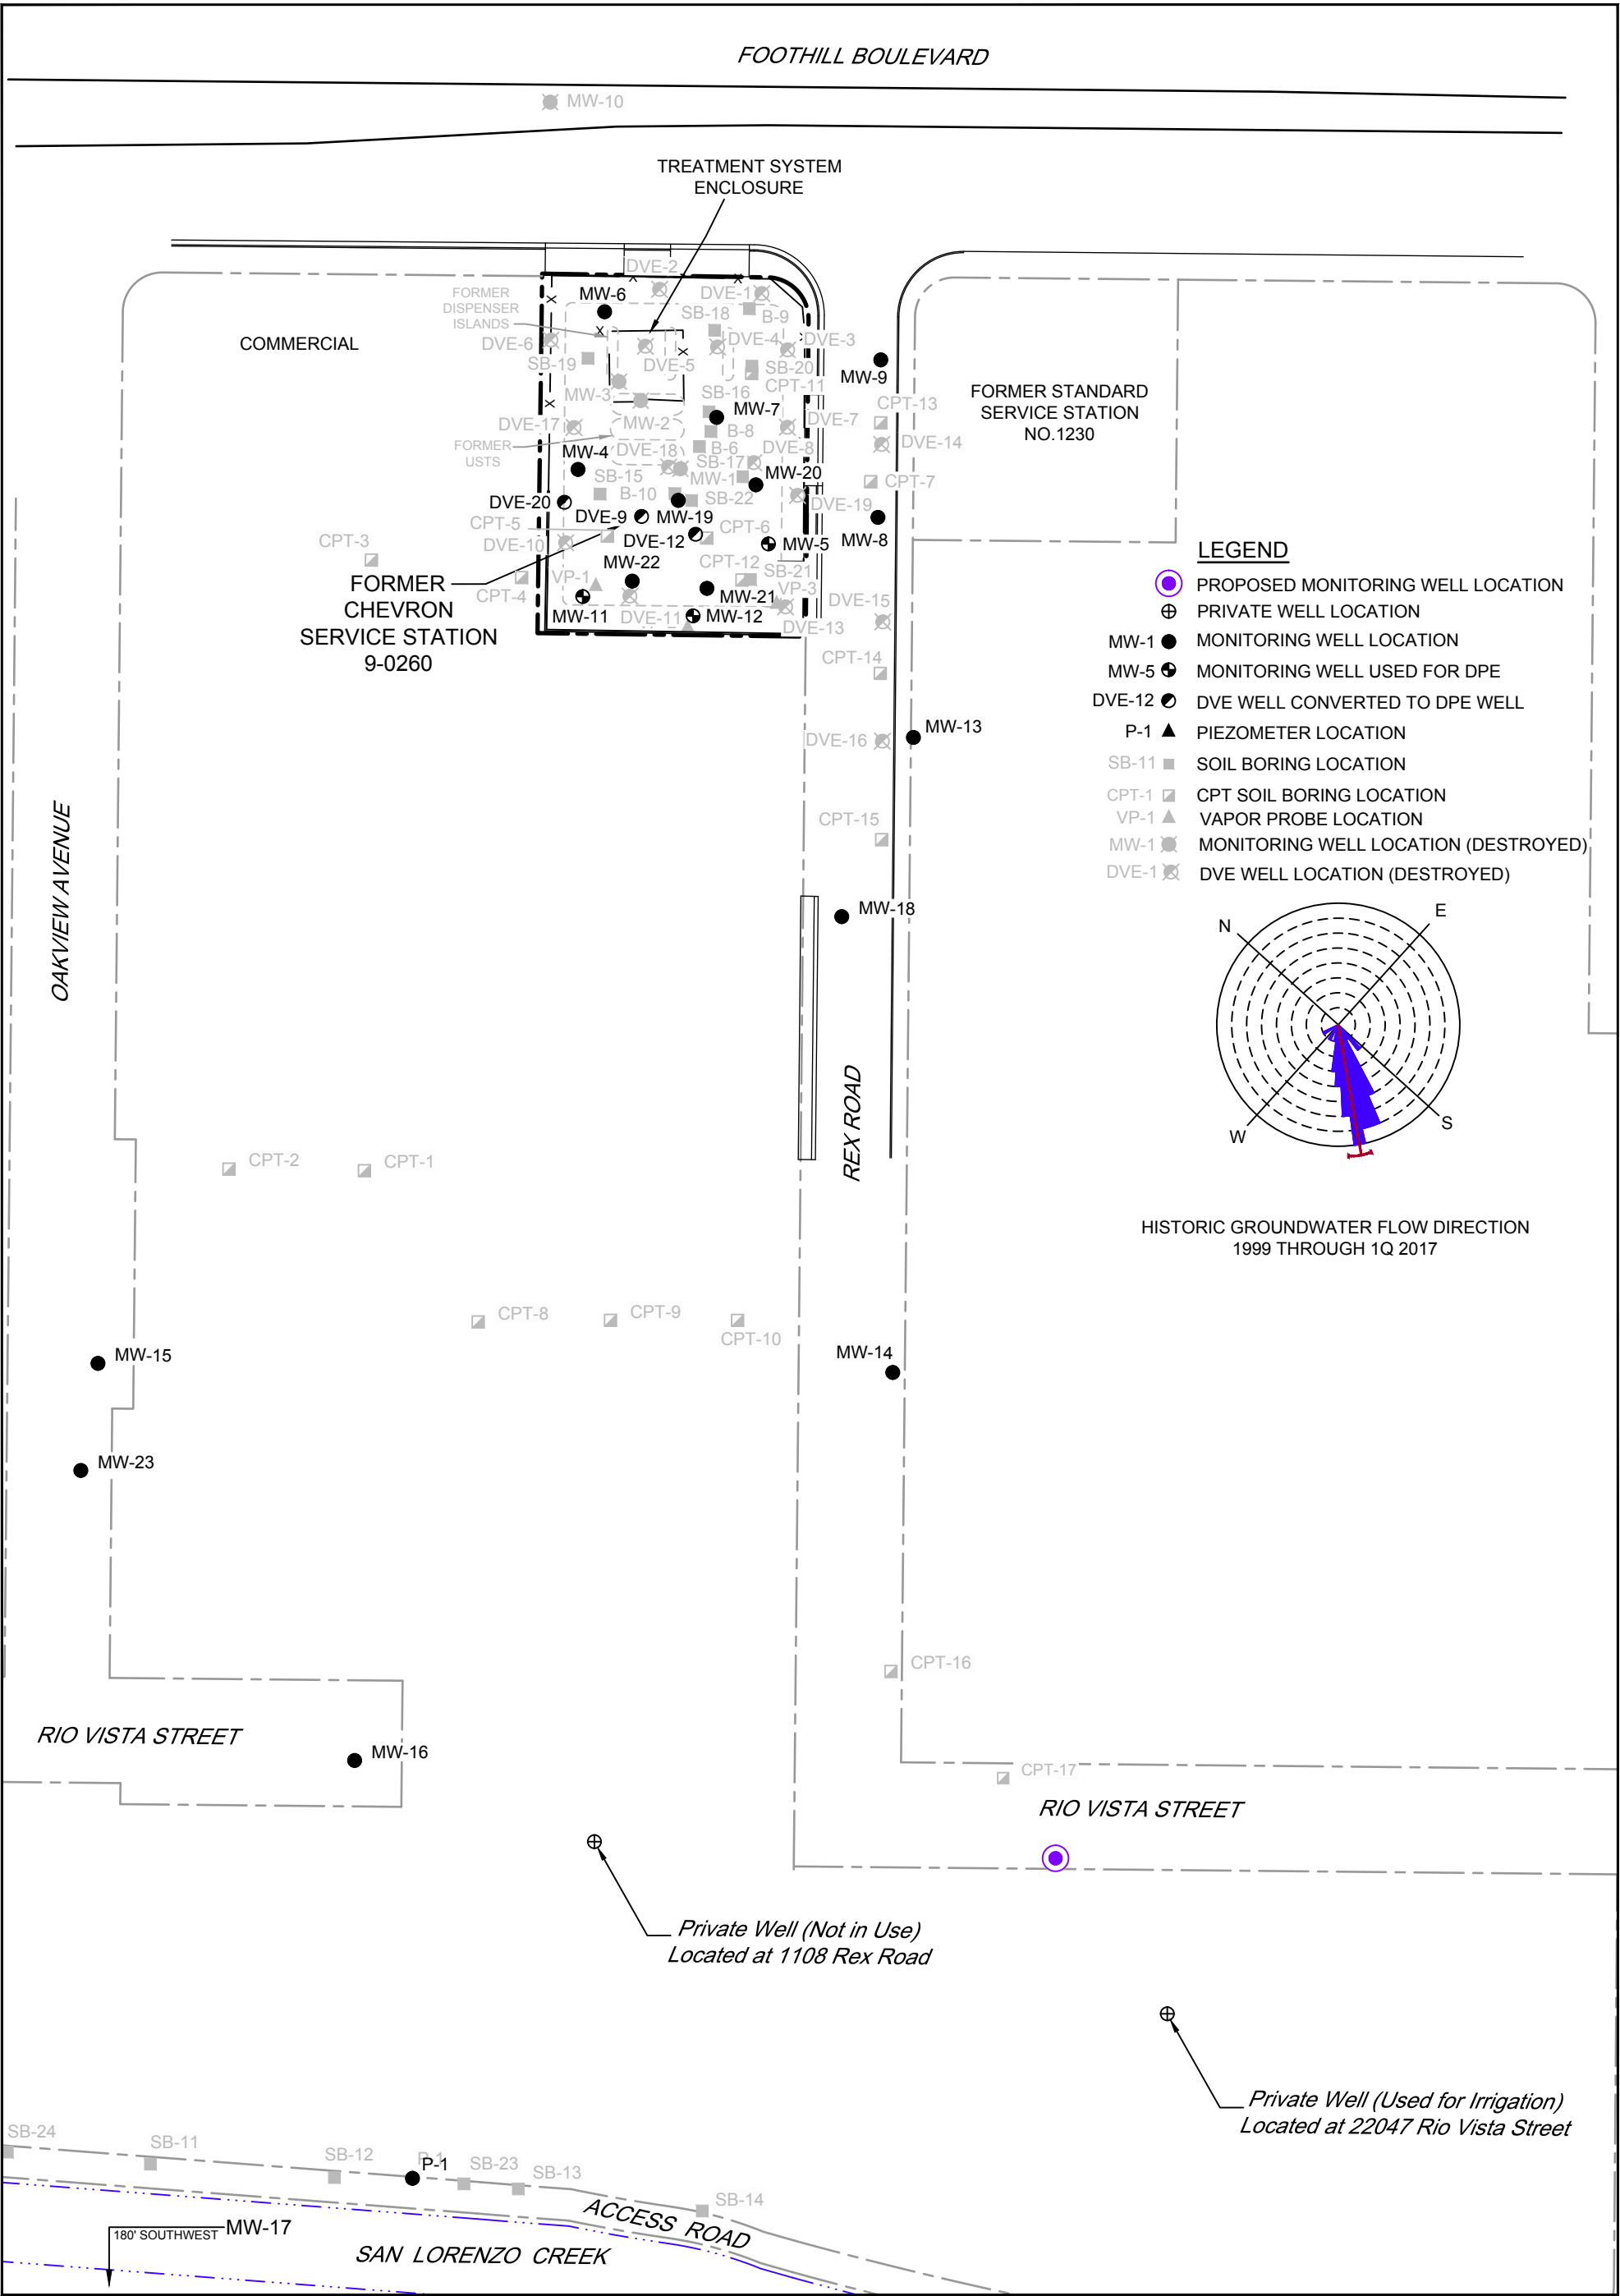 FOOTHILL BOULEVARD
MW-10
TREATMENT SYSTEM
ENCLOSURE
DVE-2
FORMER
DISPENSER
ISLANDS
MW-6
DVE-1
SB-18
B-9
COMMERCIAL
DVE-6
DVE-4
DVE-3
SB-19
DVE-5
SB-20
CPT-11
MW-9
MW-3
SB-16
FORMER STANDARD
SERVICE STATION
NO.1230
MW-7
CPT-13
DVE-17
MW-2
B-8
DVE-7
DVE-14
FORMER
USTS
MW-4
DVE-18
B-6
DVE-8
SB-17
SB-15
MW-1
MW-20
CPT-7
DVE-20
B-10
SB-22
DVE-19
CPT-5
DVE-9
MW-19
CPT-6
CPT-3
DVE-10
DVE-12
MW-5
MW-8
MW-22
CPT-12
SB-21
CPT-4
VP-1
MW-21
VP-3
DVE-15
MW-11
DVE-11
MW-12
DVE-13
FORMER
CHEVRON
SERVICE STATION
9-0260
CPT-14
MW-13
DVE-16
CPT-15
MW-18
LEGEND
PROPOSED MONITORING WELL LOCATION
PRIVATE WELL LOCATION
MW-1 MONITORING WELL LOCATION
MW-5 MONITORING WELL USED FOR DPE
DVE-12 DVE WELL CONVERTED TO DPE WELL
P-1 PIEZOMETER LOCATION
SB-11 SOIL BORING LOCATION
CPT-1 CPT SOIL BORING LOCATION
VP-1 VAPOR PROBE LOCATION
MW-1 MONITORING WELL LOCATION (DESTROYED)
DVE-1 DVE WELL LOCATION (DESTROYED)
N
E
W
S
HISTORIC GROUNDWATER FLOW DIRECTION
1999 THROUGH 1Q 2017
OAKVIEW AVENUE
REX ROAD
CPT-2
CPT-1
CPT-8
CPT-9
CPT-10
MW-15
MW-14
MW-23
CPT-16
RIO VISTA STREET
MW-16
CPT-17
RIO VISTA STREET
Private Well (Not in Use)
Located at 1108 Rex Road
Private Well (Used for Irrigation)
Located at 22047 Rio Vista Street
SB-24
SB-11
SB-12
P-1
SB-23
SB-13
SB-14
ACCESS ROAD
180' SOUTHWEST
MW-17
SAN LORENZO CREEK